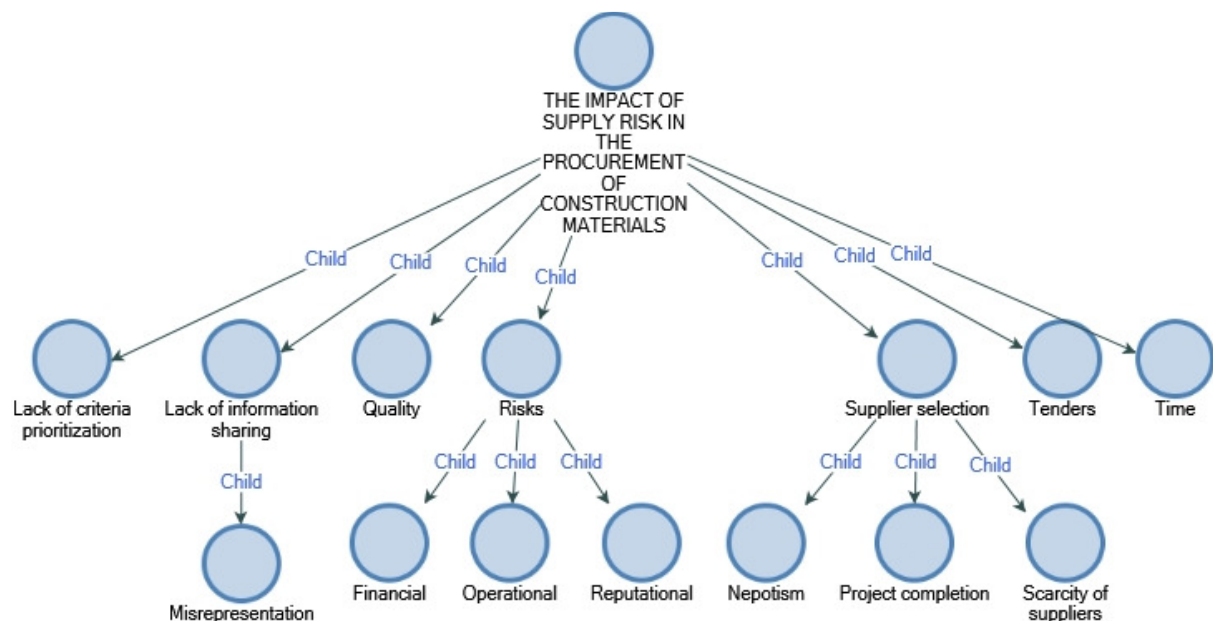 THE IMPACT OF
SUPPLY RISK IN
THE
PROCUREMENT
OF
CONSTRUCTION
MATERIALS
Child
Child
Child
Child
Child
Child
Child
Lack of criteria
prioritization
Lack of information
sharing
Quality
Risks
Supplier selection
Tenders
Time
Child
Child
Child
Child
Child
Child
Child
Misrepresentation
Financial
Operational
Reputational
Nepotism
Project completion
Scarcity of
suppliers